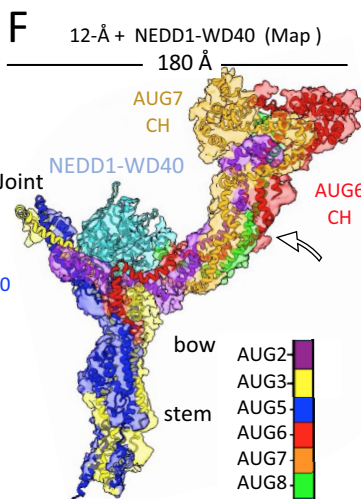 F
12-Å + NEDD1-WD40 (Map )
180 Å
AUG7
CH
NEDD1-WD40
Joint
AUG6
CH
0
bow
stem
AUG2
AUG3
AUG5
AUG6
AUG7
AUG8